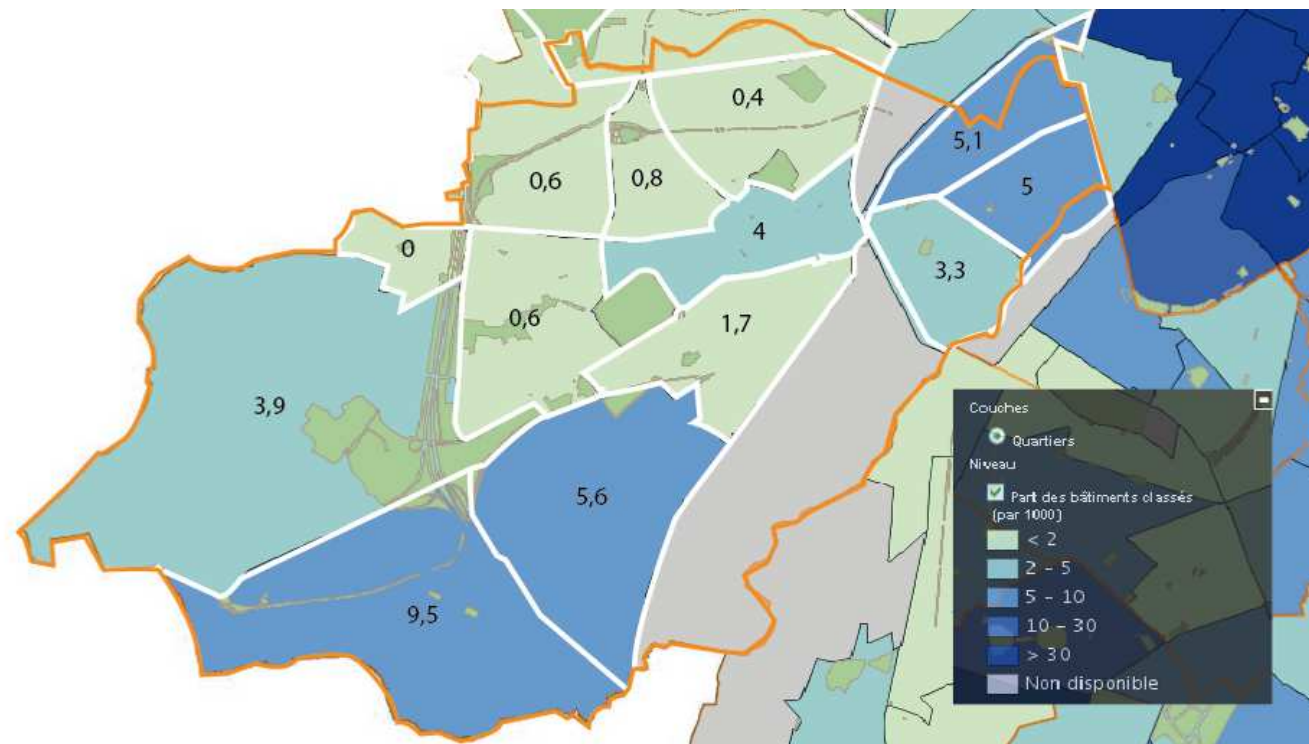 0,4
5,1
0,6
0,8
5
4
0
3,3
0,6
1,7
3,9
5,6
9,5
Couches
Quartiers
Niveau
Part des bâtiments classés
(par 1000)
< 2
2 - 5
5 - 10
10 - 30
> 30
Non disponible